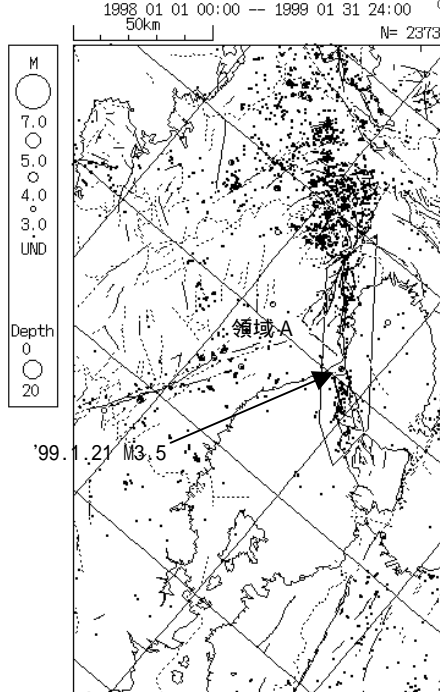 1998 01 01 00:00 -- 1999 01 31 24:00
50km
N= 2373
M
7.0
5.0
4.0
3.0
UND
Depth
0
20
領域A
'99.1.21 M3.5